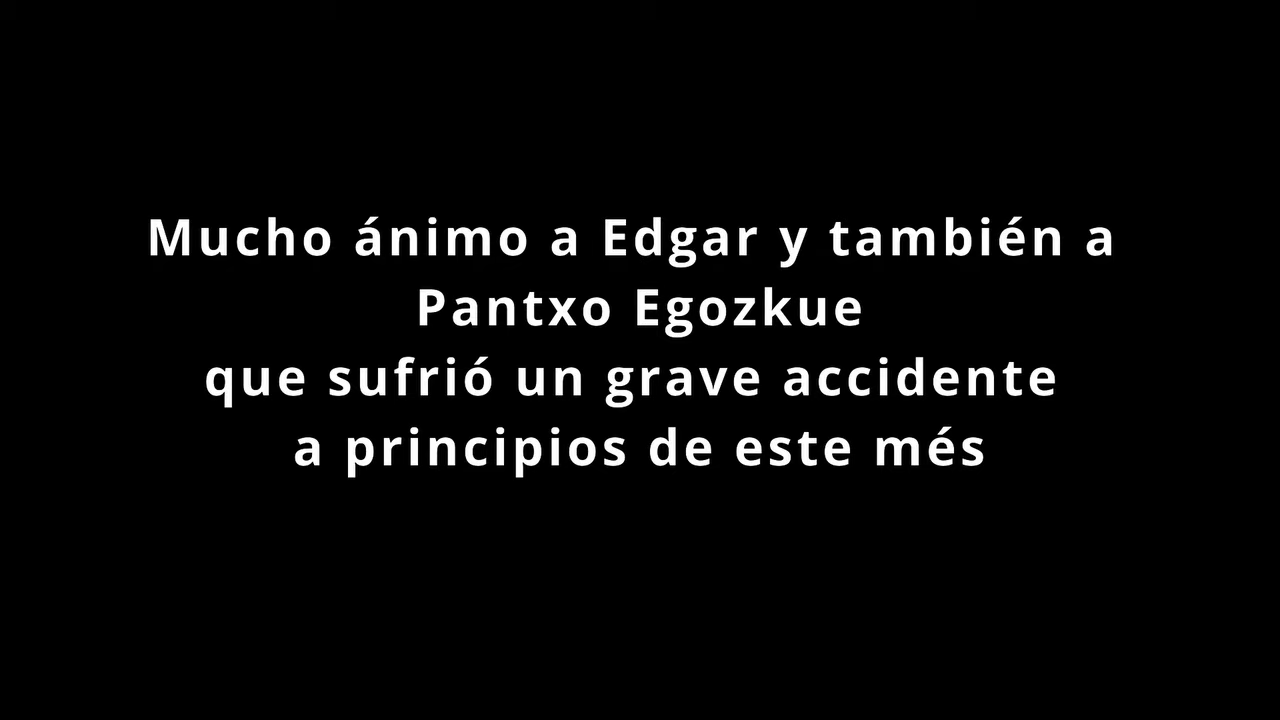 Mucho ánimo a Edgar y también a
Pantxo Egozkue
que sufrió un grave accidente
a principios de este més